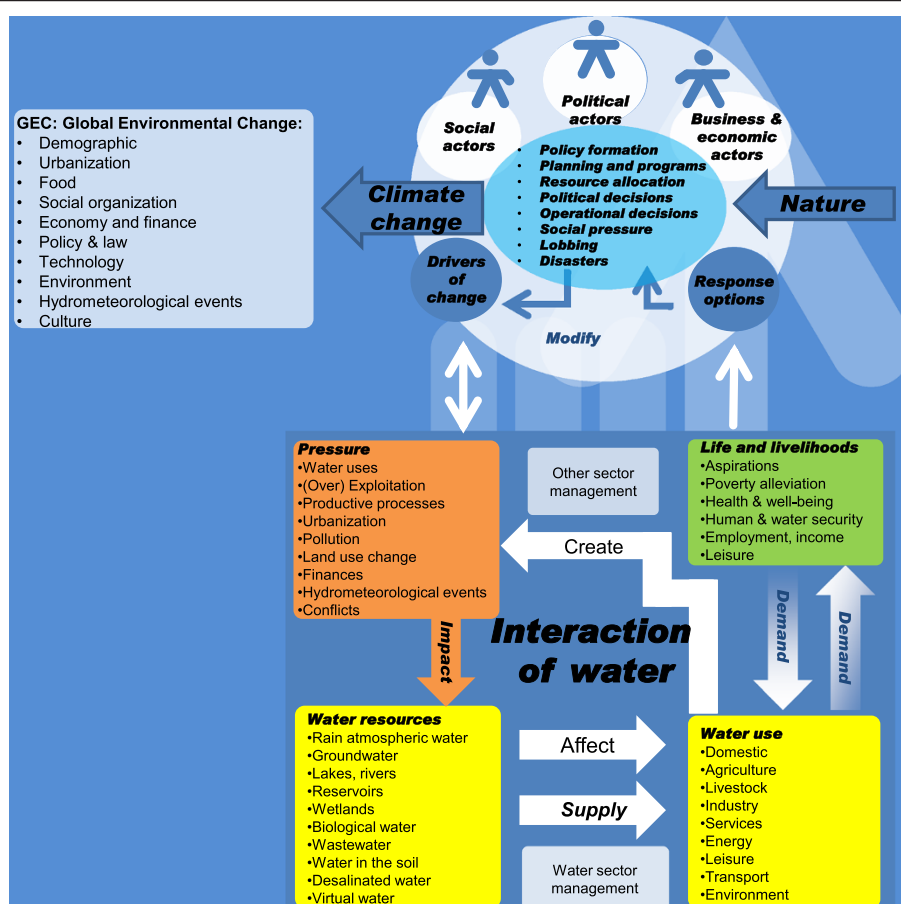 Political
actors
Social
actors
Business &
economic
actors
GEC: Global Environmental Change:
• Demographic
• Urbanization
• Food
• Social organization
• Economy and finance
• Policy & law
• Technology
• Environment
• Hydrometeorological events
• Culture
Climate
change
• Policy formation
• Planning and programs
• Resource allocation
• Political decisions
• Operational decisions
• Social pressure
• Lobbing
• Disasters
Nature
Drivers
of
change
Response
options
Modify
Pressure
•Water uses
•(Over) Exploitation
•Productive processes
•Urbanization
•Pollution
•Land use change
•Finances
•Hydrometeorological events
•Conflicts
Other sector
management
Life and livelihoods
•Aspirations
•Poverty alleviation
•Health & well-being
•Human & water security
•Employment, income
•Leisure
Create
Impact
Interaction
of water
Demand
Demand
Water resources
•Rain atmospheric water
•Groundwater
•Lakes, rivers
•Reservoirs
•Wetlands
•Biological water
•Wastewater
•Water in the soil
•Desalinated water
•Virtual water
Affect
Supply
Water sector
management
Water use
•Domestic
•Agriculture
•Livestock
•Industry
•Services
•Energy
•Leisure
•Transport
•Environment